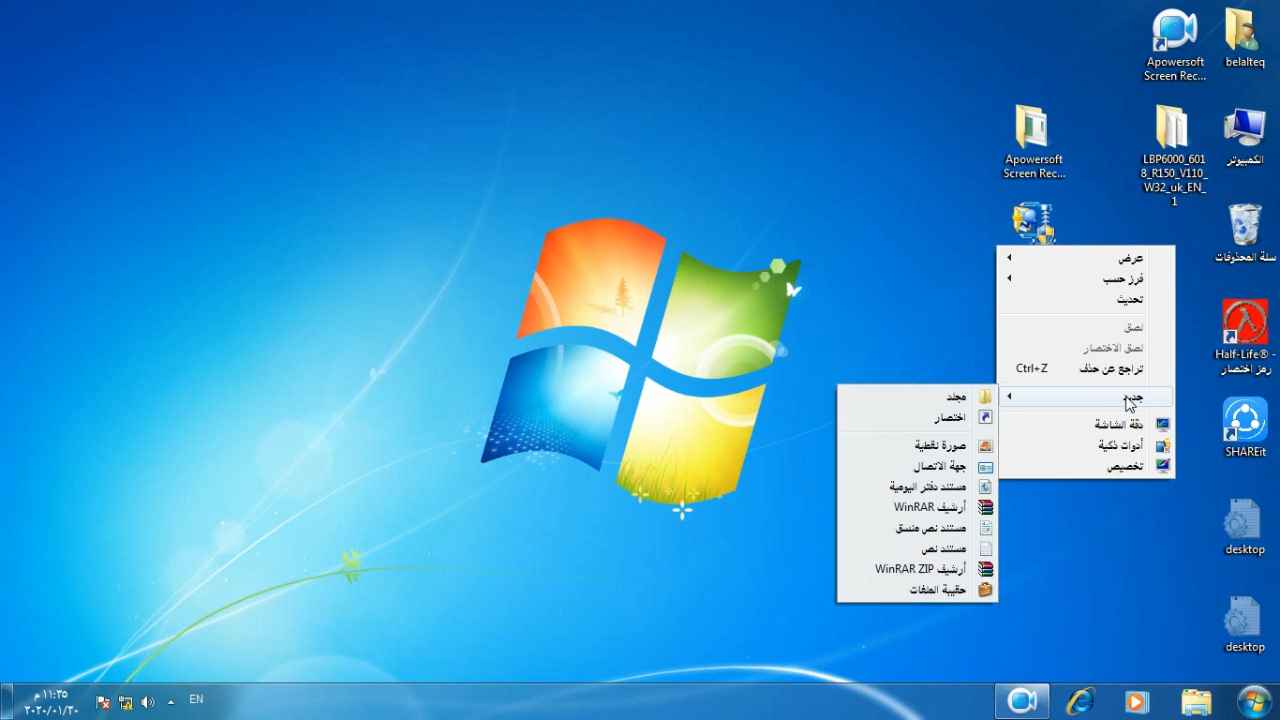 belalteq
Apowersoft
Screen Rec...
الكمبيوتر
LBP6000_601
8_R150_V110_
W32_uk_EN_
1
Apowersoft
Screen Rec...
سلة المحذوفات
Half-Life® -
رمز اختصار
SHAREit
desktop
desktop
عرض
فرز حسب
تحديث
لصق
لصق الاختصار
تراجع عن حذف Ctrl+Z
جديد
دقة الشاشة
أدوات ذكية
تخصيص
مجلد
اختصار
صورة نقطية
جهة الاتصال
مستند دفتر اليومية
أرشيف WinRAR
مستند نص منسق
مستند نص
أرشيف WinRAR ZIP
حقيبة الملفات
EN
١١:٣٥ م
٢٠٢٠/٠١/٣٠